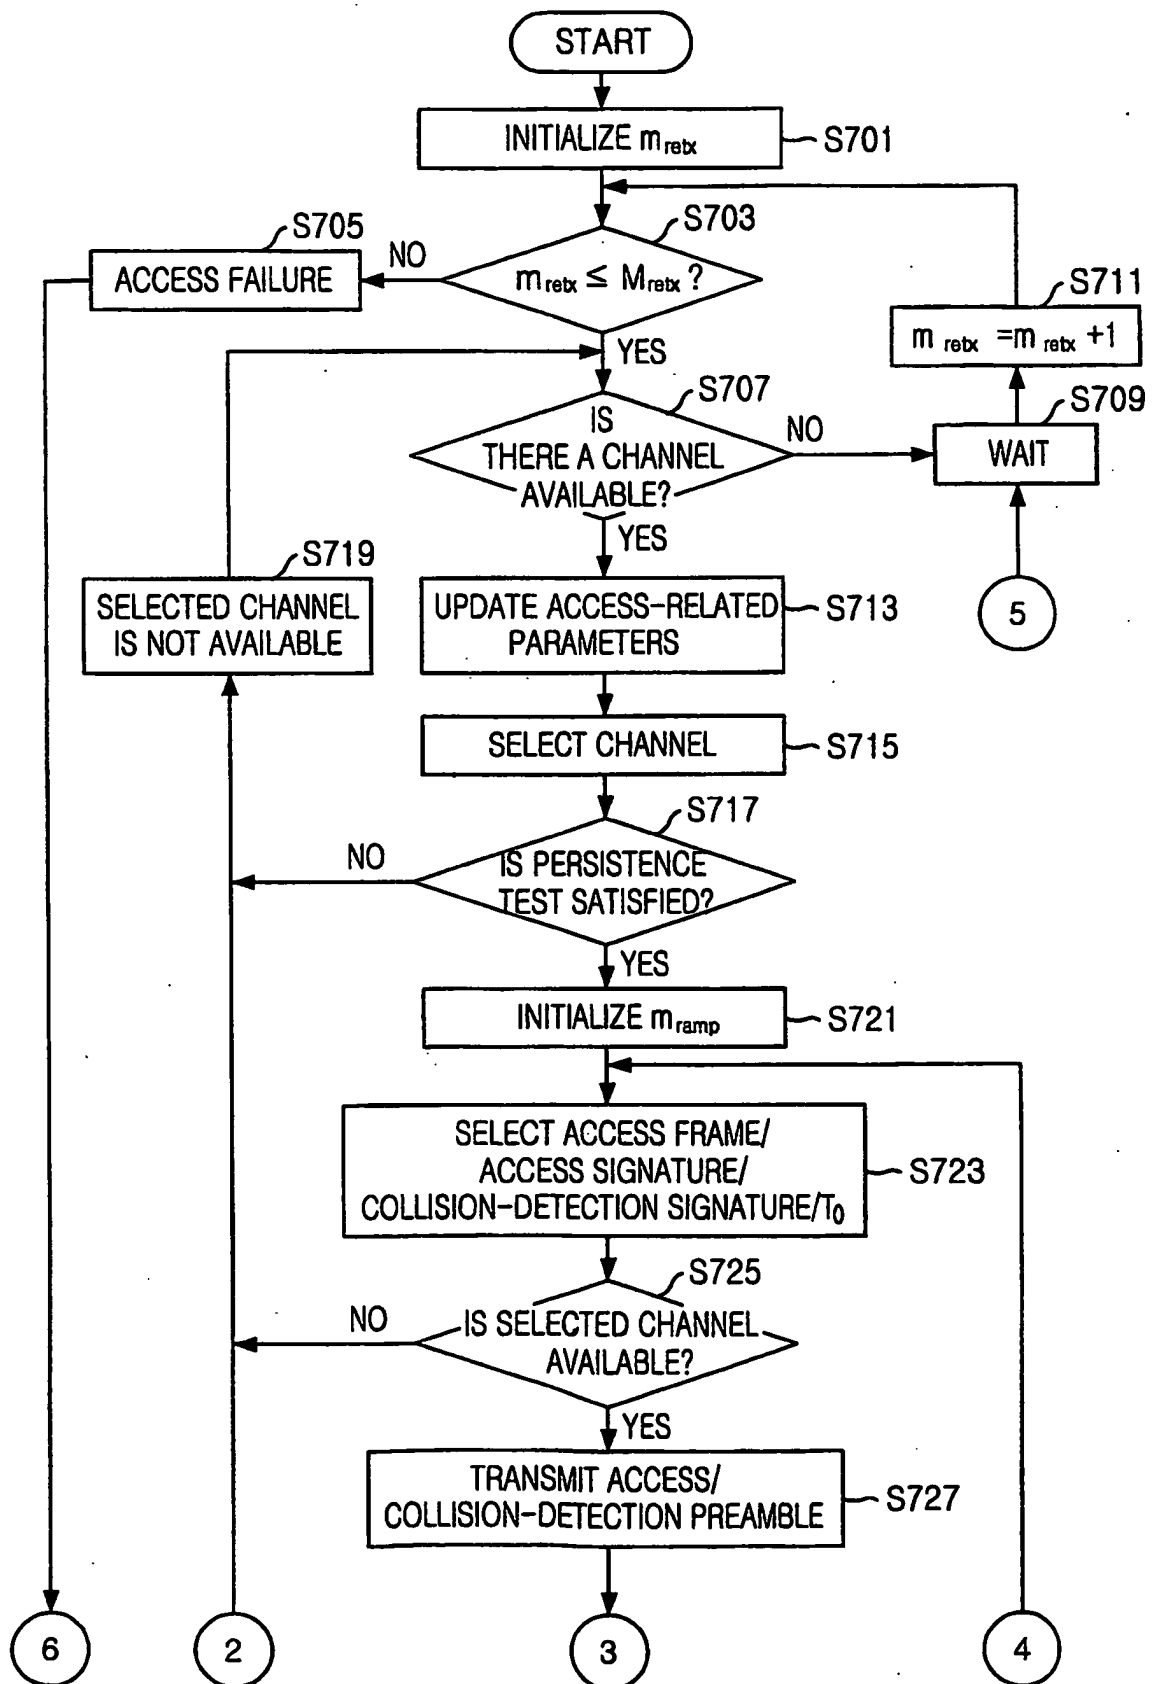 START
INITIALIZE m_retx
S701
S703
S705
NO
ACCESS FAILURE
m_retx ≤ M_retx ?
S711
m_retx =m_retx +1
YES
S707
S709
IS
THERE A CHANNEL
AVAILABLE?
NO
WAIT
YES
S719
SELECTED CHANNEL
IS NOT AVAILABLE
UPDATE ACCESS-RELATED
PARAMETERS
S713
5
SELECT CHANNEL
S715
S717
NO
IS PERSISTENCE
TEST SATISFIED?
YES
INITIALIZE m_ramp
S721
SELECT ACCESS FRAME/
ACCESS SIGNATURE/
COLLISION-DETECTION SIGNATURE/T_0
S723
S725
NO
IS SELECTED CHANNEL
AVAILABLE?
YES
TRANSMIT ACCESS/
COLLISION-DETECTION PREAMBLE
S727
6
2
3
4